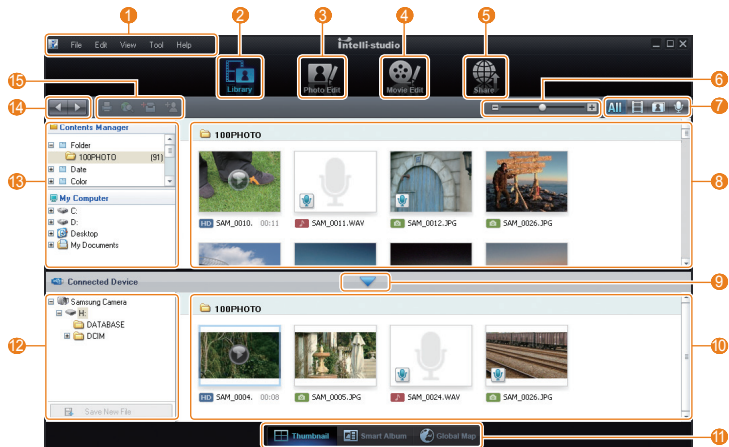 1
2
3
4
5
File Edit View Tool Help
intelli-studio
Library
Photo Edit
Movie Edit
Share
15
6
14
All
7
Contents Manager
Folder
100PHOTO (91)
Date
Color
13
My Computer
C:
D:
Desktop
My Documents
100PHOTO
HD SAM_0010. 00:11
SAM_0011.WAV
SAM_0012.JPG
SAM_0026.JPG
8
Connected Device
9
Samsung Camera
H:
DATABASE
DCIM
12
Save New File
100PHOTO
HD SAM_0004. 00:08
SAM_0005.JPG
SAM_0024.WAV
SAM_0026.JPG
10
Thumbnail
Smart Album
Global Map
11